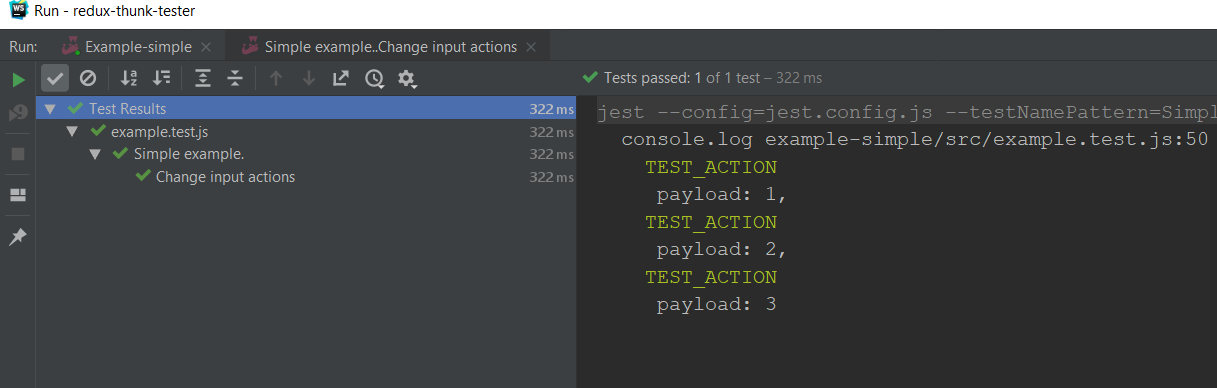 WS Run - redux-thunk-tester
Run: Example-simple Simple example..Change input actions
Tests passed: 1 of 1 test – 322 ms
Test Results 322 ms
example.test.js 322 ms
Simple example. 322 ms
Change input actions 322 ms
jest --config=jest.config.js --testNamePattern=Simpl
console.log example-simple/src/example.test.js:50
TEST_ACTION
payload: 1,
TEST_ACTION
payload: 2,
TEST_ACTION
payload: 3